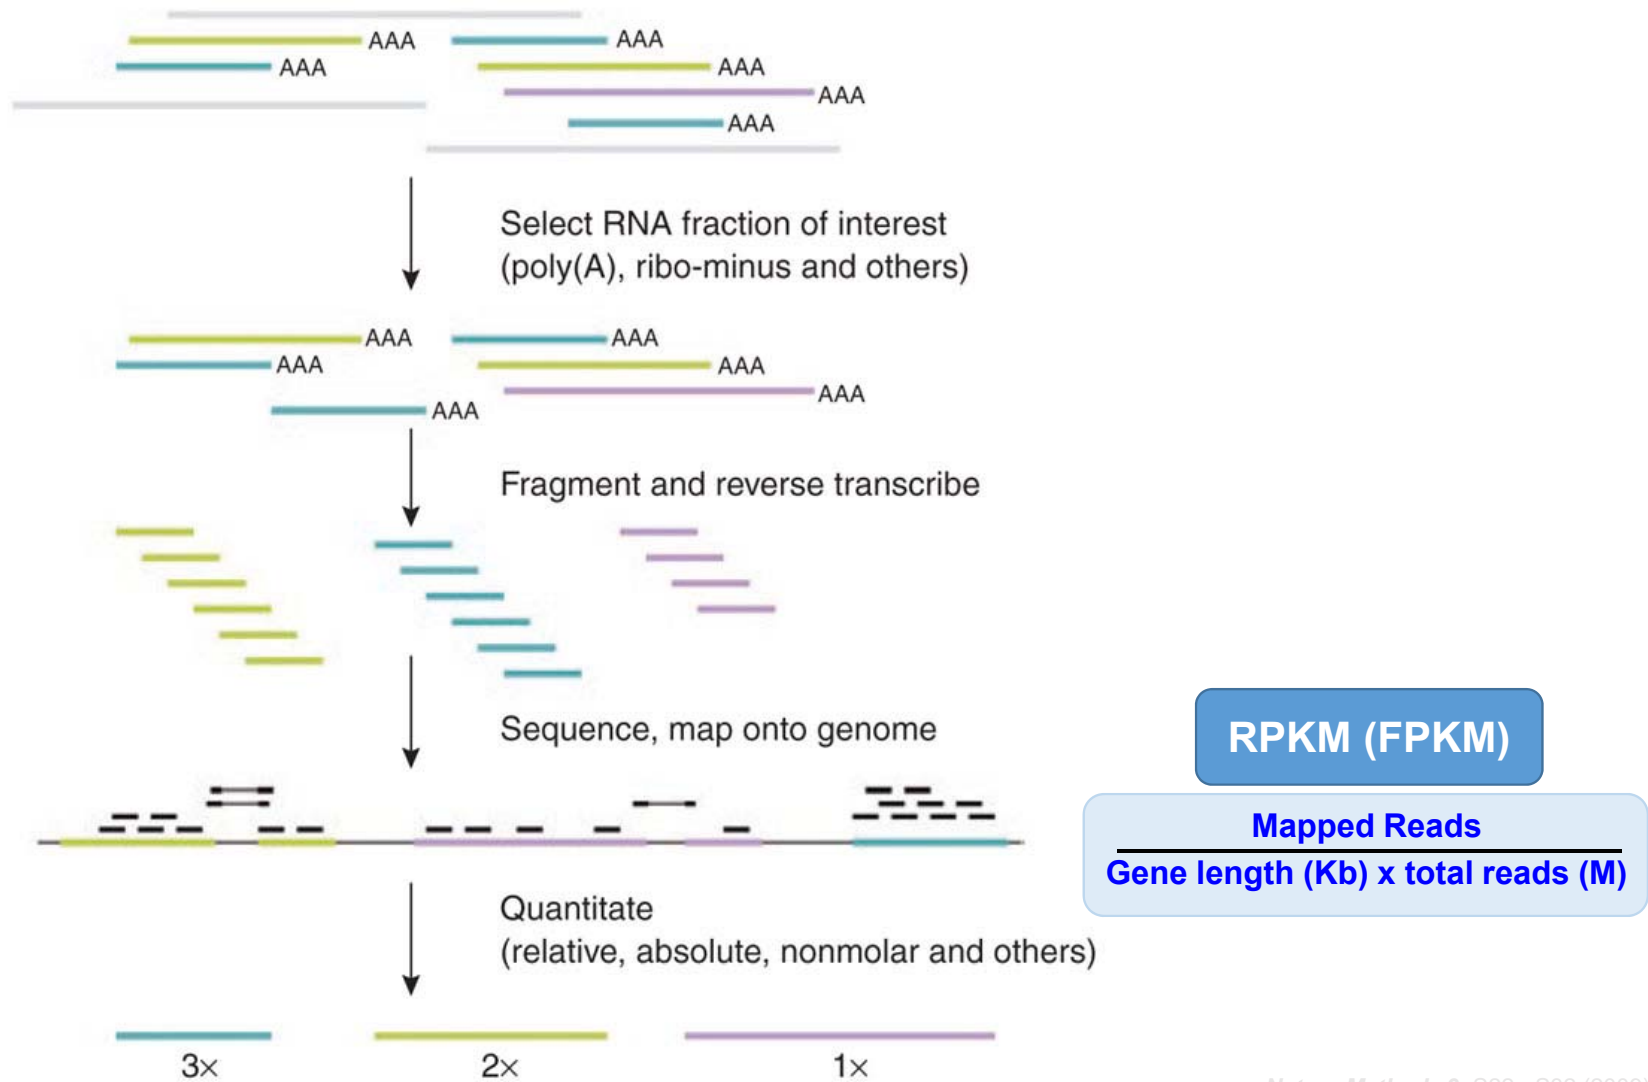 AAA
AAA
AAA
AAA
AAA
AAA
Select RNA fraction of interest
(poly(A), ribo-minus and others)
AAA
AAA
AAA
AAA
AAA
AAA
Fragment and reverse transcribe
Sequence, map onto genome
RPKM (FPKM)
Mapped Reads
Gene length (Kb) x total reads (M)
Quantitate
(relative, absolute, nonmolar and others)
3×
2×
1×